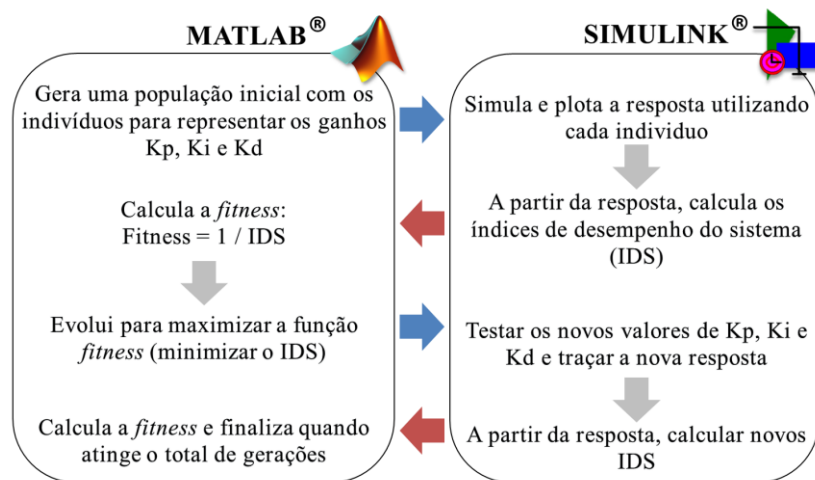 MATLAB®
Gera uma população inicial com os
indivíduos para representar os ganhos
Kp, Ki e Kd
Calcula a fitness:
Fitness = 1 / IDS
Evolui para maximizar a função
fitness (minimizar o IDS)
Calcula a fitness e finaliza quando
atinge o total de gerações
SIMULINK®
Simula e plota a resposta utilizando
cada individuo
A partir da resposta, calcula os
índices de desempenho do sistema
(IDS)
Testar os novos valores de Kp, Ki e
Kd e traçar a nova resposta
A partir da resposta, calcular novos
IDS